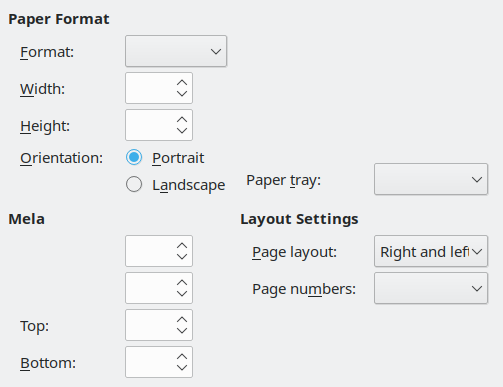 Paper Format
Format:
Width:
Height:
Orientation:
Portrait
Landscape
Paper tray:
Mela
Layout Settings
Page layout:
Right and left
Page numbers:
Top:
Bottom: